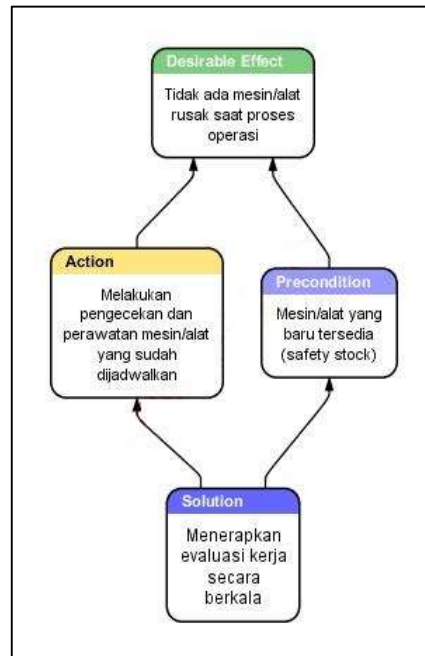 Desirable Effect
Tidak ada mesin/alat
rusak saat proses
operasi
Action
Melakukan
pengecekan dan
perawatan mesin/alat
yang sudah
dijadwalkan
Precondition
Mesin/alat yang
baru tersedia
(safety stock)
Solution
Menerapkan
evaluasi kerja
secara
berkala